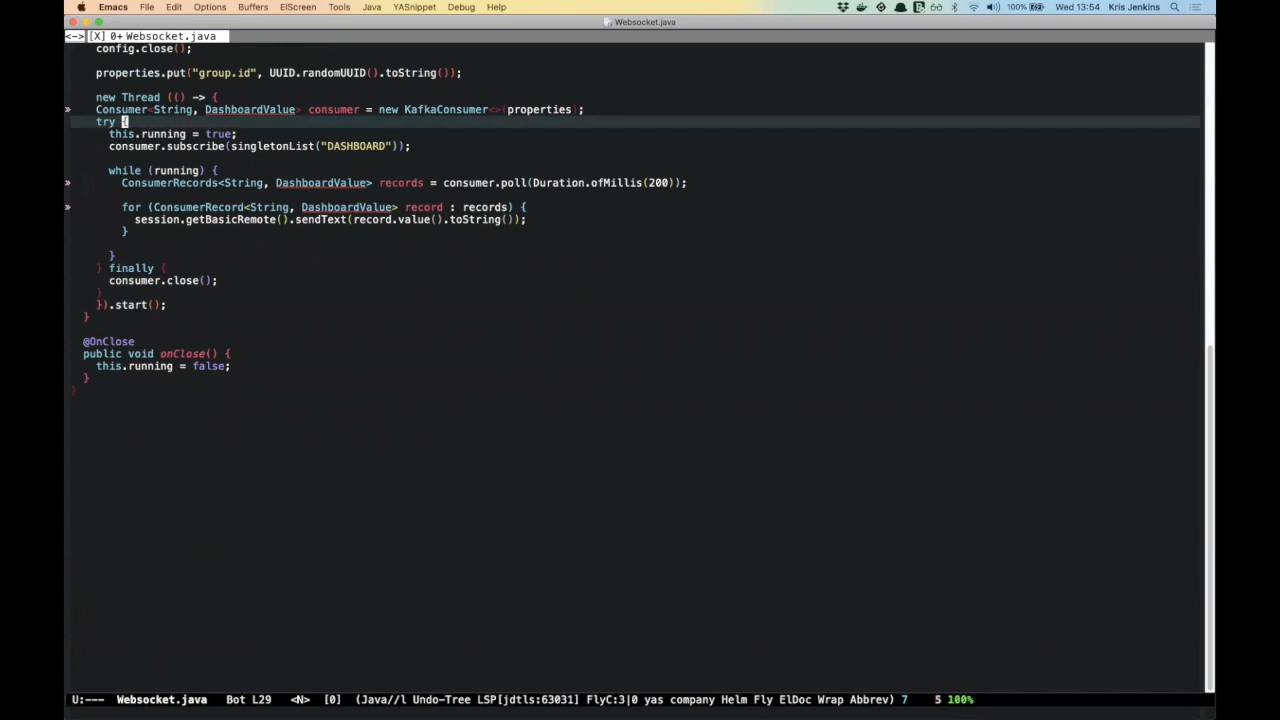 Emacs File Edit Options Buffers ElScreen Tools Java YASnippet Debug Help 100% Wed 13:54 Kris Jenkins
Websocket.java
<-> [X] 0+ Websocket.java
config.close();
properties.put("group.id", UUID.randomUUID().toString());
new Thread (() -> {
» Consumer<String, DashboardValue> consumer = new KafkaConsumer<>(properties);
try {
this.running = true;
consumer.subscribe(singletonList("DASHBOARD"));
while (running) {
» ConsumerRecords<String, DashboardValue> records = consumer.poll(Duration.ofMillis(200));
» for (ConsumerRecord<String, DashboardValue> record : records) {
session.getBasicRemote().sendText(record.value().toString());
}
}
} finally {
consumer.close();
}
}).start();
}
@OnClose
public void onClose() {
this.running = false;
}
}
U:--- Websocket.java Bot L29 <N> [0] (Java//l Undo-Tree LSP[jdtls:63031] FlyC:3|0 yas company Helm Fly ElDoc Wrap Abbrev) 7 5 100%